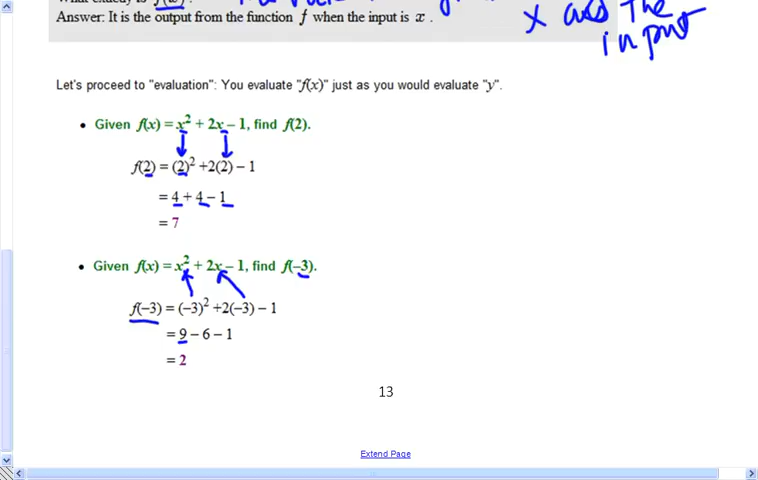 Answer: It is the output from the function f when the input is x.
x and the
input
Let's proceed to "evaluation": You evaluate "f(x)" just as you would evaluate "y".
• Given f(x) = x² + 2x – 1, find f(2).
f(2) = (2)² +2(2) – 1
= 4 + 4 – 1
= 7
• Given f(x) = x² + 2x – 1, find f(–3).
f(–3) = (–3)² +2(–3) – 1
= 9 – 6 – 1
= 2
13
Extend Page